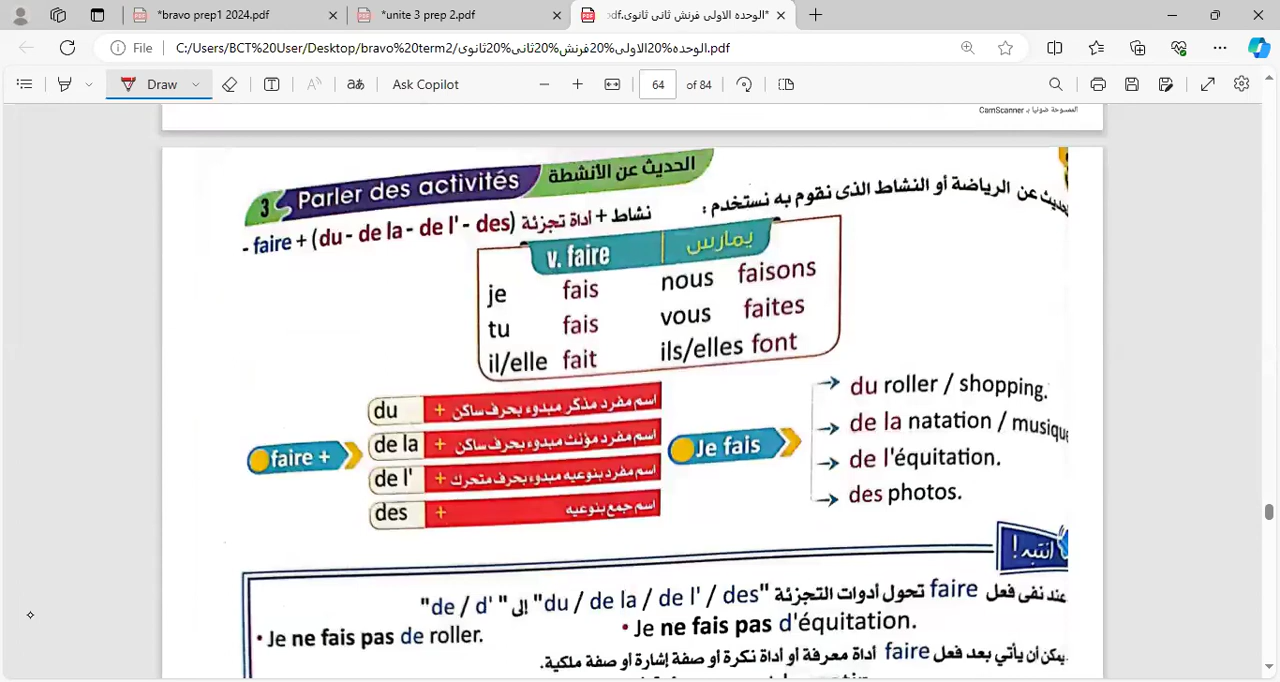 *bravo prep1 2024.pdf
*unite 3 prep 2.pdf
*الوحده الاولى فرنش ثانى ثانوى.pdf
File C:/Users/BCT%20User/Desktop/bravo%20term2/الوحده%20الاولى%20فرنش%20ثانى%20ثانوى.pdf
Draw Ask Copilot 64 of 84
الممسوحة ضوئيا بـ CamScanner
3 Parler des activités الحديث عن الأنشطة
عن الرياضة أو النشاط الذى نقوم به نستخدم :
- faire + (du - de la - de l' - des) نشاط + اداة تجزئة
v. faire يمارس
je fais nous faisons
tu fais vous faites
il/elle fait ils/elles font
faire +
du + اسم مفرد مذكر مبدوء بحرف ساكن
de la + اسم مفرد مؤنث مبدوء بحرف ساكن
de l' + اسم مفرد بنوعيه مبدوء بحرف متحرك
des + اسم جمع بنوعيه
Je fais
→ du roller / shopping.
→ de la natation / musique
→ de l'équitation.
→ des photos.
انتبه!
عند نفى فعل faire تحول أدوات التجزئة "du / de la / de l' / des" إلى "de / d'"
• Je ne fais pas de roller. • Je ne fais pas d'équitation.
يمكن أن يأتي بعد فعل faire أداة معرفة أو أداة نكرة أو صفة إشارة أو صفة ملكية.